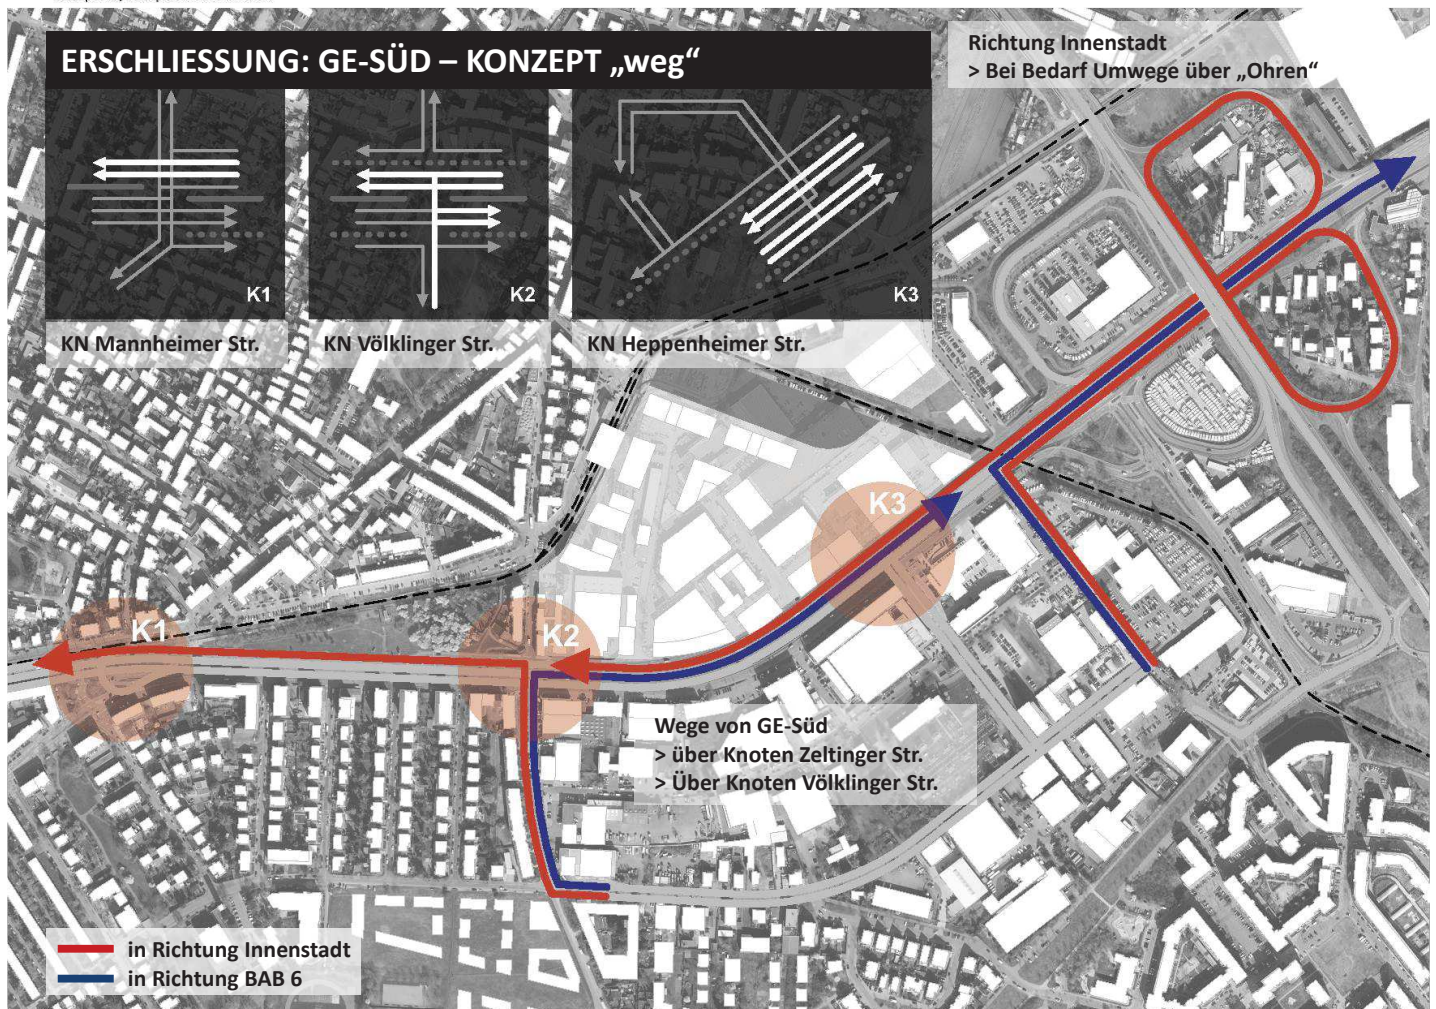 ERSCHLIESSUNG: GE-SÜD – KONZEPT „weg“
Richtung Innenstadt
> Bei Bedarf Umwege über „Ohren“
K1
K2
K3
KN Mannheimer Str.
KN Völklinger Str.
KN Heppenheimer Str.
K3
K1
K2
Wege von GE-Süd
> über Knoten Zeltinger Str.
> Über Knoten Völklinger Str.
in Richtung Innenstadt
in Richtung BAB 6